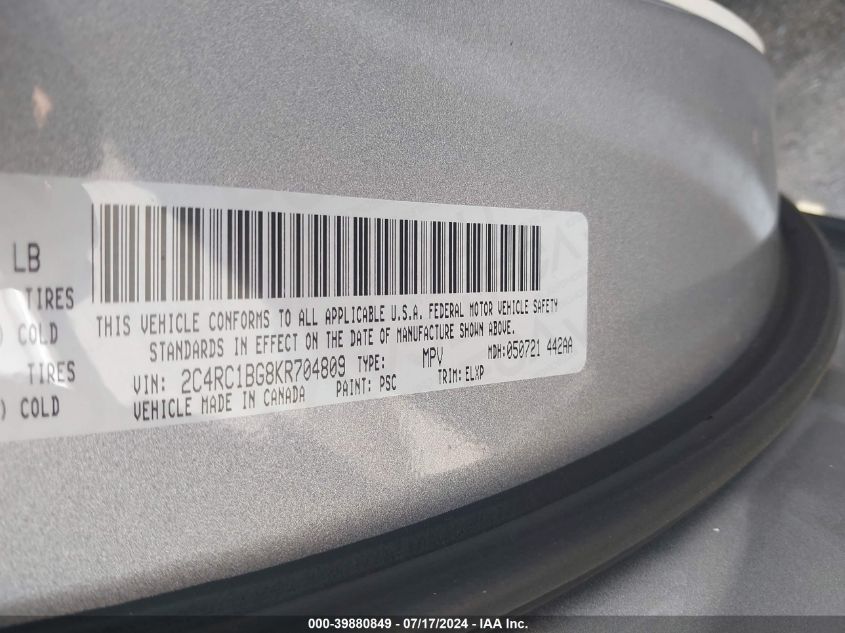 LB
TIRES
) COLD
TIRES
) COLD
THIS VEHICLE CONFORMS TO ALL APPLICABLE U.S.A. FEDERAL MOTOR VEHICLE SAFETY
STANDARDS IN EFFECT ON THE DATE OF MANUFACTURE SHOWN ABOVE.
VIN: 2C4RC1BG8KR704809 TYPE: MPV MDH:050721 442AA
VEHICLE MADE IN CANADA PAINT: PSC TRIM: ELXP
000-39880849 - 07/17/2024 - IAA Inc.